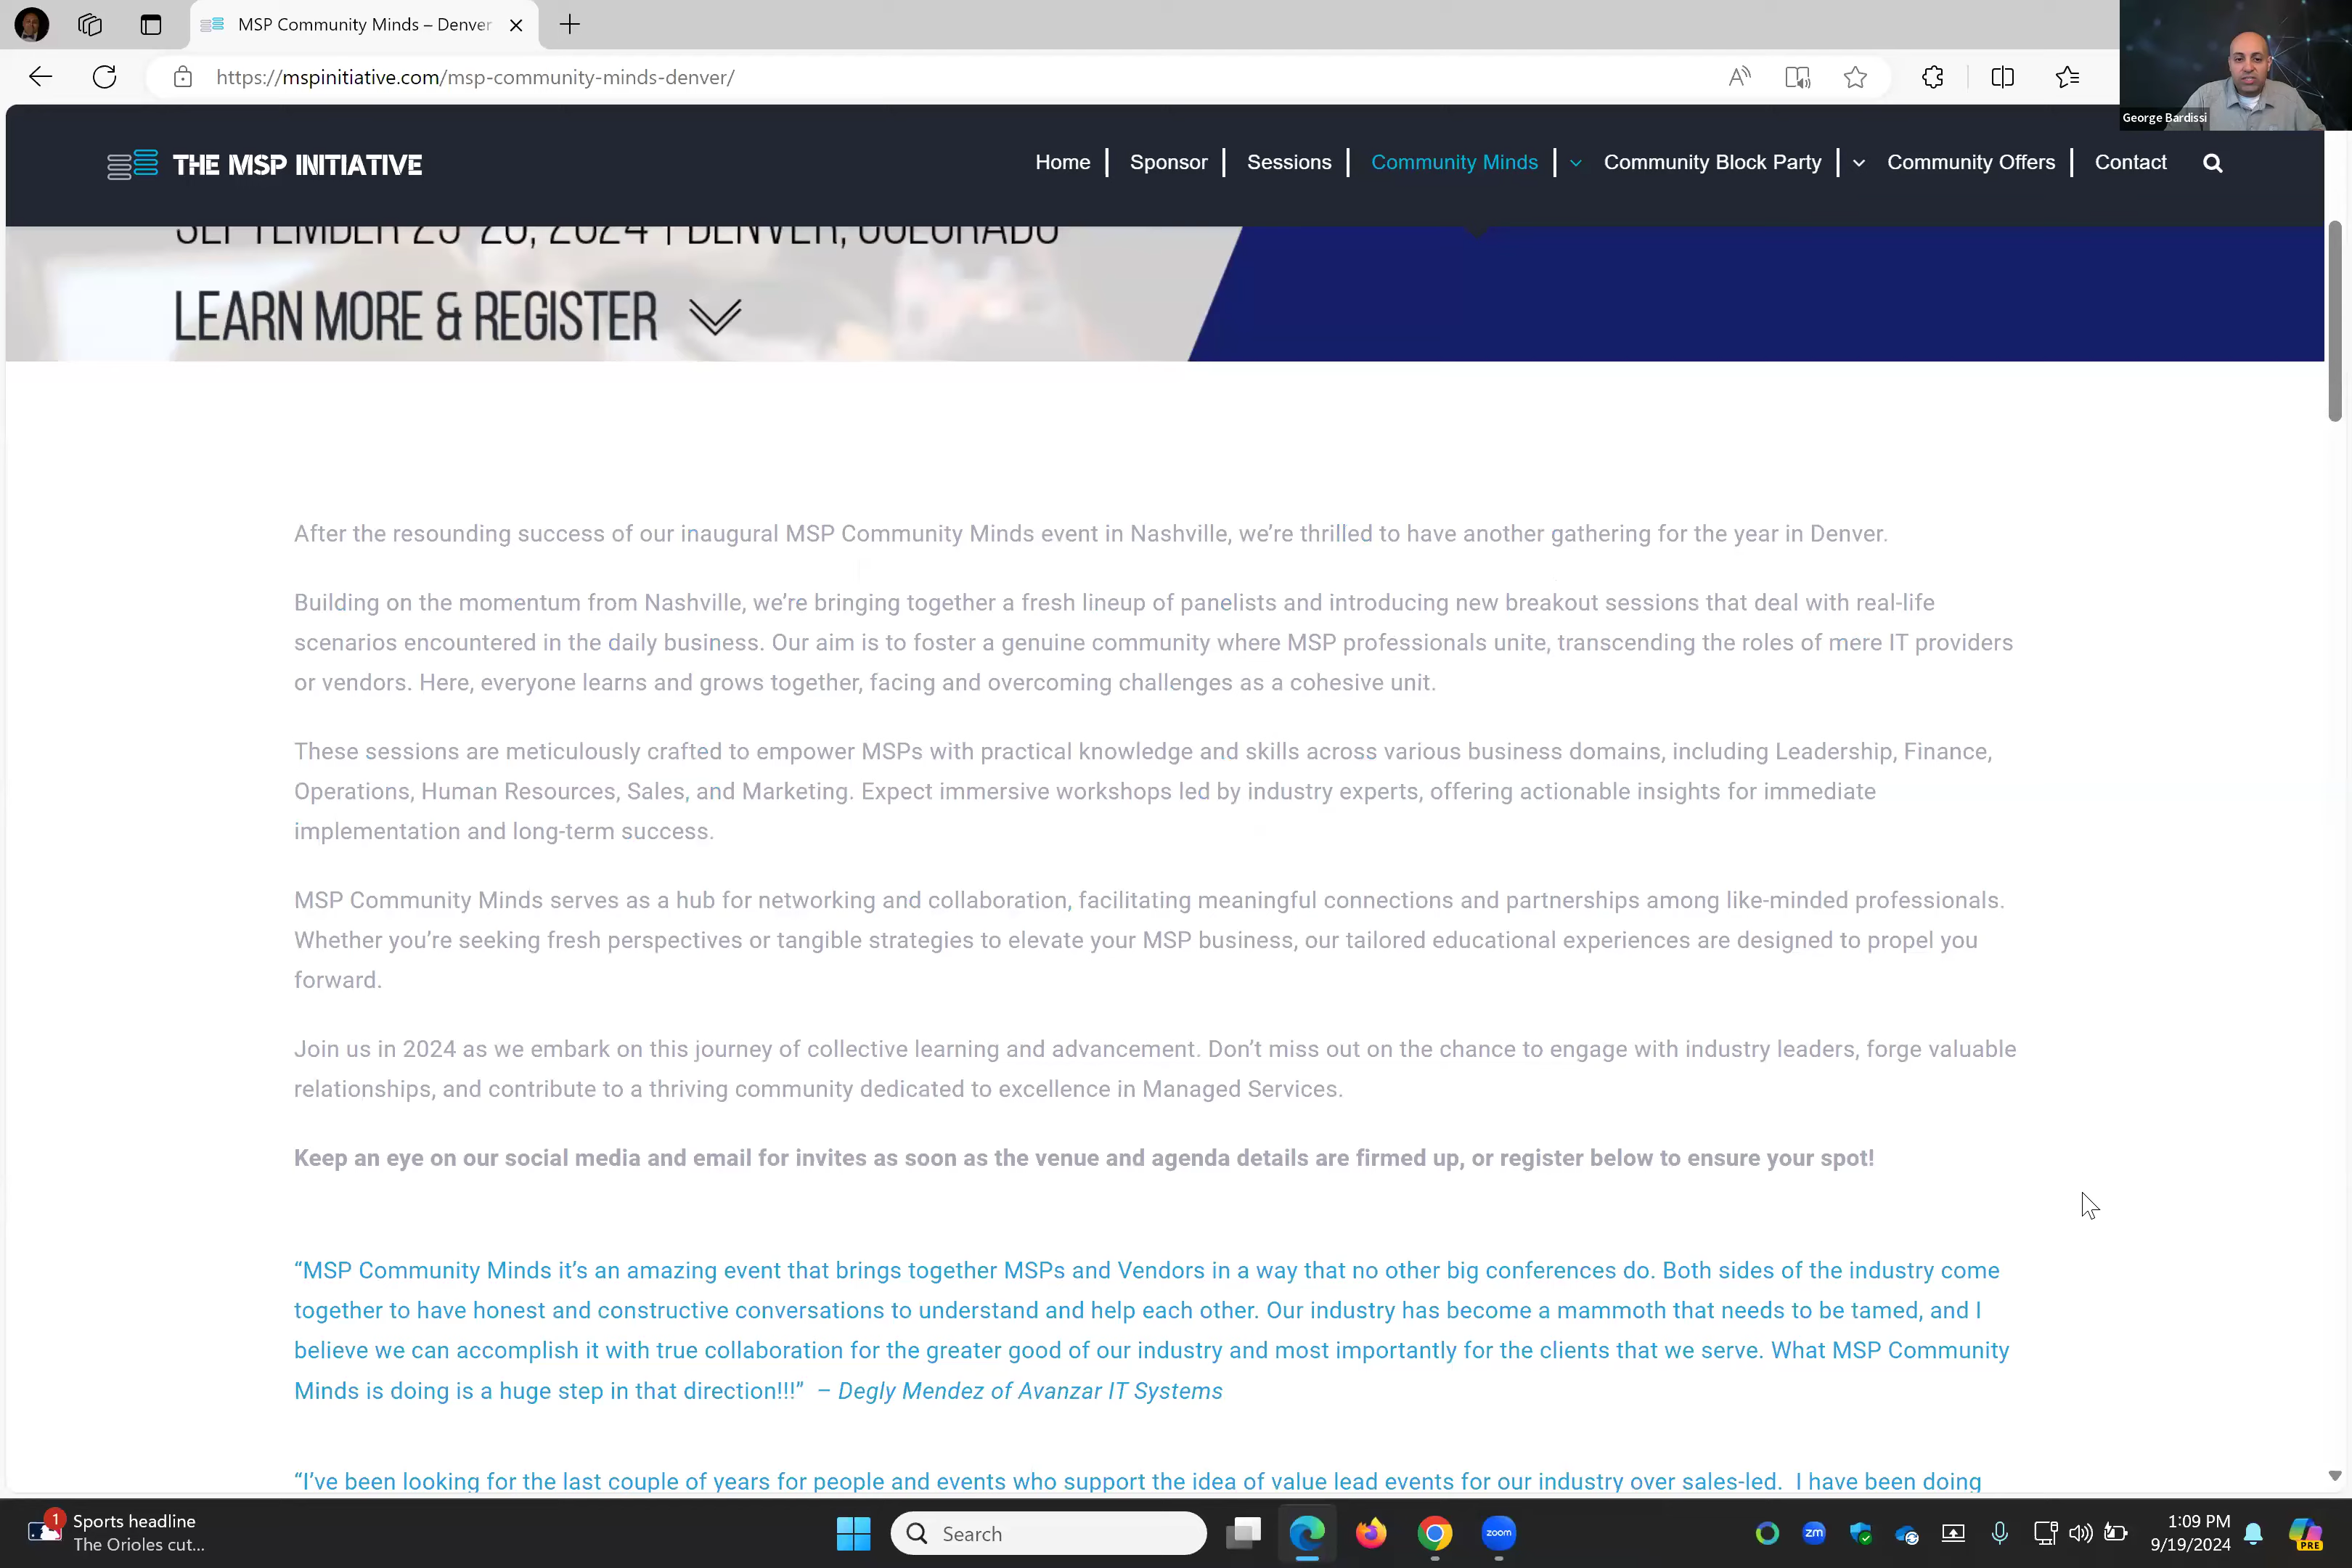 MSP Community Minds – Denver
https://mspinitiative.com/msp-community-minds-denver/
George Bardissi
THE MSP INITIATIVE
Home | Sponsor | Sessions | Community Minds | Community Block Party | Community Offers | Contact
SEPTEMBER 2024 | DENVER, COLORADO
LEARN MORE & REGISTER
After the resounding success of our inaugural MSP Community Minds event in Nashville, we’re thrilled to have another gathering for the year in Denver.
Building on the momentum from Nashville, we’re bringing together a fresh lineup of panelists and introducing new breakout sessions that deal with real-life
scenarios encountered in the daily business. Our aim is to foster a genuine community where MSP professionals unite, transcending the roles of mere IT providers
or vendors. Here, everyone learns and grows together, facing and overcoming challenges as a cohesive unit.
These sessions are meticulously crafted to empower MSPs with practical knowledge and skills across various business domains, including Leadership, Finance,
Operations, Human Resources, Sales, and Marketing. Expect immersive workshops led by industry experts, offering actionable insights for immediate
implementation and long-term success.
MSP Community Minds serves as a hub for networking and collaboration, facilitating meaningful connections and partnerships among like-minded professionals.
Whether you’re seeking fresh perspectives or tangible strategies to elevate your MSP business, our tailored educational experiences are designed to propel you
forward.
Join us in 2024 as we embark on this journey of collective learning and advancement. Don’t miss out on the chance to engage with industry leaders, forge valuable
relationships, and contribute to a thriving community dedicated to excellence in Managed Services.
Keep an eye on our social media and email for invites as soon as the venue and agenda details are firmed up, or register below to ensure your spot!
“MSP Community Minds it’s an amazing event that brings together MSPs and Vendors in a way that no other big conferences do. Both sides of the industry come
together to have honest and constructive conversations to understand and help each other. Our industry has become a mammoth that needs to be tamed, and I
believe we can accomplish it with true collaboration for the greater good of our industry and most importantly for the clients that we serve. What MSP Community
Minds is doing is a huge step in that direction!!!” – Degly Mendez of Avanzar IT Systems
“I’ve been looking for the last couple of years for people and events who support the idea of value lead events for our industry over sales-led. I have been doing
1
Sports headline
The Orioles cut...
Search
zoom
zm
1:09 PM
9/19/2024
PRE